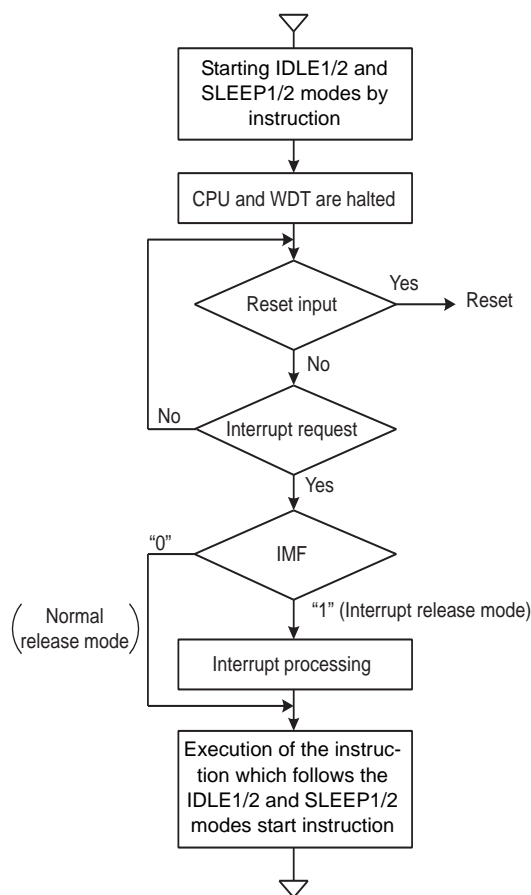 Starting IDLE1/2 and
SLEEP1/2 modes by
instruction
CPU and WDT are halted
Reset input
Yes
Reset
No
No
Interrupt request
Yes
“0”
IMF
Normal
release mode
“1” (Interrupt release mode)
Interrupt processing
Execution of the instruc-
tion which follows the
IDLE1/2 and SLEEP1/2
modes start instruction